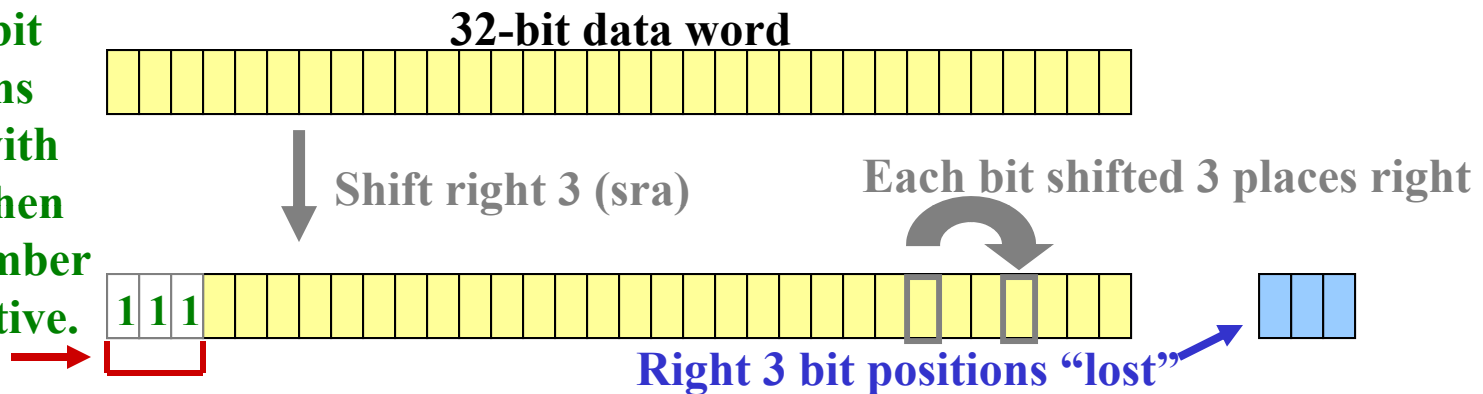 bit
32-bit data word
ns
with
Shift right 3 (sra)
Each bit shifted 3 places right
hen
mber
tive.
1 1 1
Right 3 bit positions “lost”